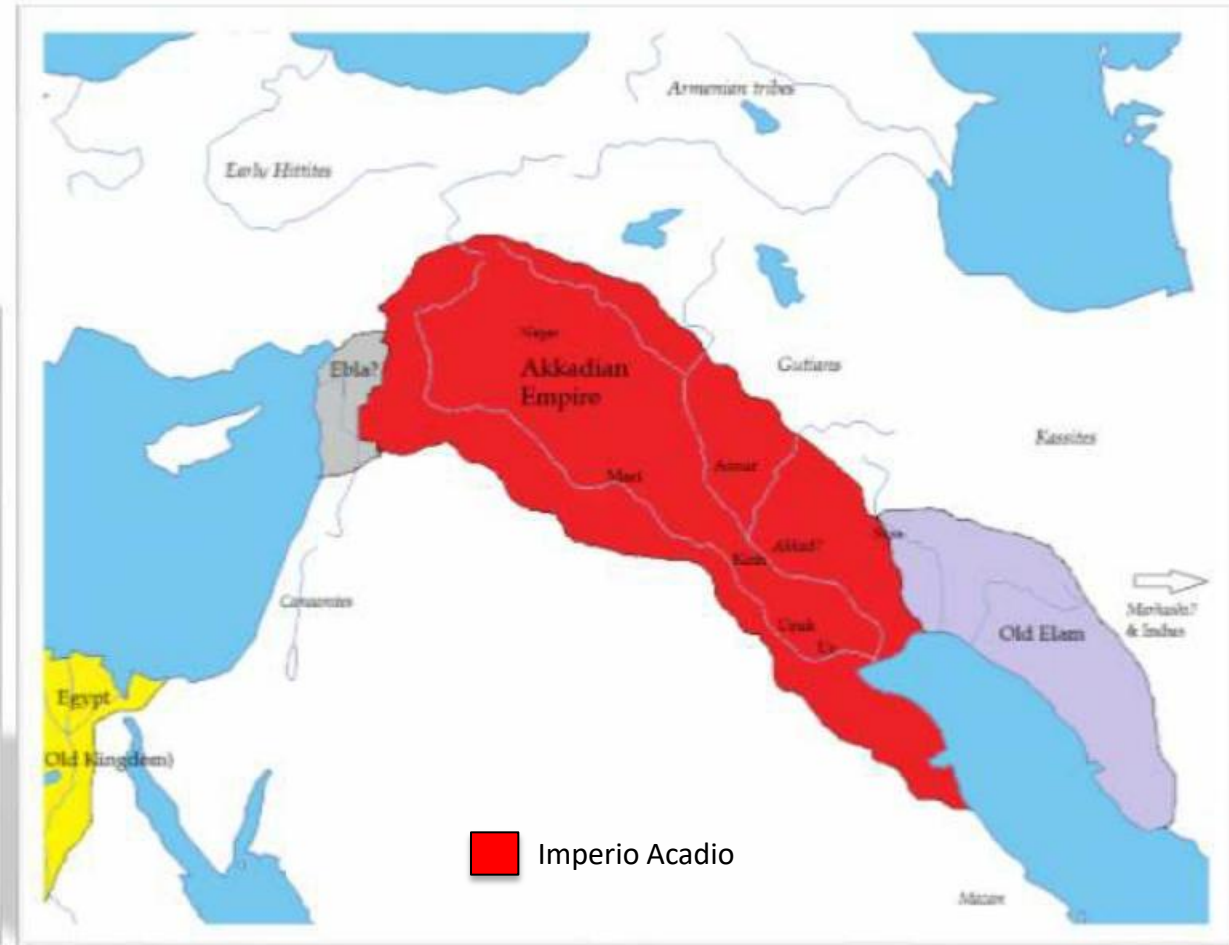 Armenian tribes
Early Hittites
Ebla?
Akkadian
Empire
Gutians
Kassites
Mari
Assur
Akkad?
Kish
Susa
Canaanites
Uruk
Ur
Old Elam
& Indus
Egypt
Old Kingdom)
Imperio Acadio
Magan